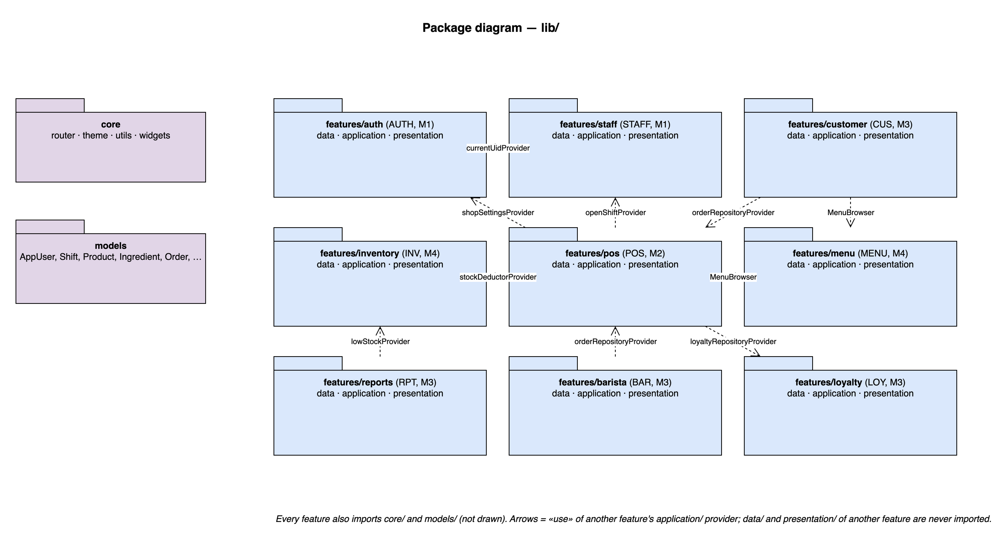 Package diagram — lib/
core
router · theme · utils · widgets
features/auth (AUTH, M1)
data · application · presentation
currentUidProvider
features/staff (STAFF, M1)
data · application · presentation
features/customer (CUS, M3)
data · application · presentation
shopSettingsProvider
openShiftProvider
orderRepositoryProvider
MenuBrowser
models
AppUser, Shift, Product, Ingredient, Order, …
features/inventory (INV, M4)
data · application · presentation
stockDeductorProvider
features/pos (POS, M2)
data · application · presentation
MenuBrowser
features/menu (MENU, M4)
data · application · presentation
lowStockProvider
orderRepositoryProvider
loyaltyRepositoryProvider
features/reports (RPT, M3)
data · application · presentation
features/barista (BAR, M3)
data · application · presentation
features/loyalty (LOY, M3)
data · application · presentation
Every feature also imports core/ and models/ (not drawn). Arrows = «use» of another feature's application/ provider; data/ and presentation/ of another feature are never imported.